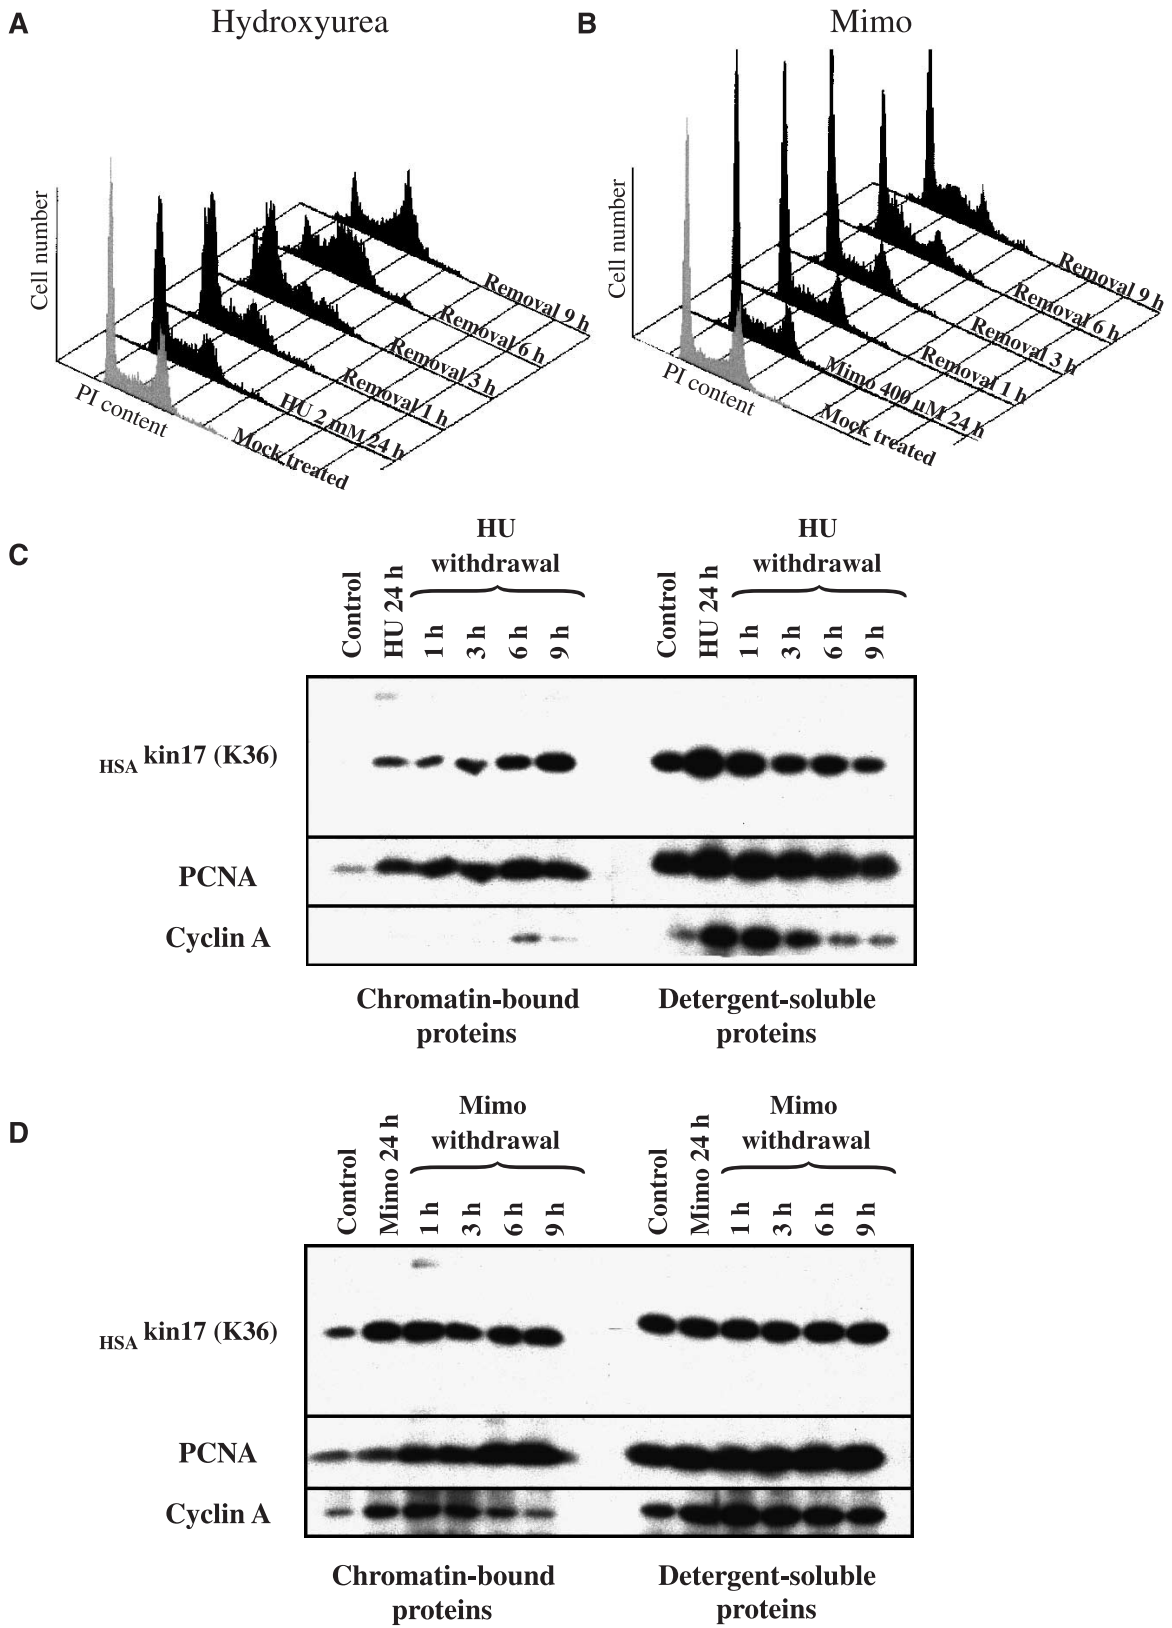 A
Hydroxyurea
Cell number
PI content
Removal 9 h
Removal 6 h
Removal 3 h
Removal 1 h
HU 2 mM 24 h
Mock treated
B
Mimo
Cell number
PI content
Removal 9 h
Removal 6 h
Removal 3 h
Removal 1 h
Mimo 400 µM 24 h
Mock treated
C
HU
withdrawal
HU
withdrawal
Control
HU 24 h
1 h
3 h
6 h
9 h
Control
HU 24 h
1 h
3 h
6 h
9 h
HSA kin17 (K36)
PCNA
Cyclin A
Chromatin-bound
proteins
Detergent-soluble
proteins
D
Mimo
withdrawal
Mimo
withdrawal
Control
Mimo 24 h
1 h
3 h
6 h
9 h
Control
Mimo 24 h
1 h
3 h
6 h
9 h
HSA kin17 (K36)
PCNA
Cyclin A
Chromatin-bound
proteins
Detergent-soluble
proteins